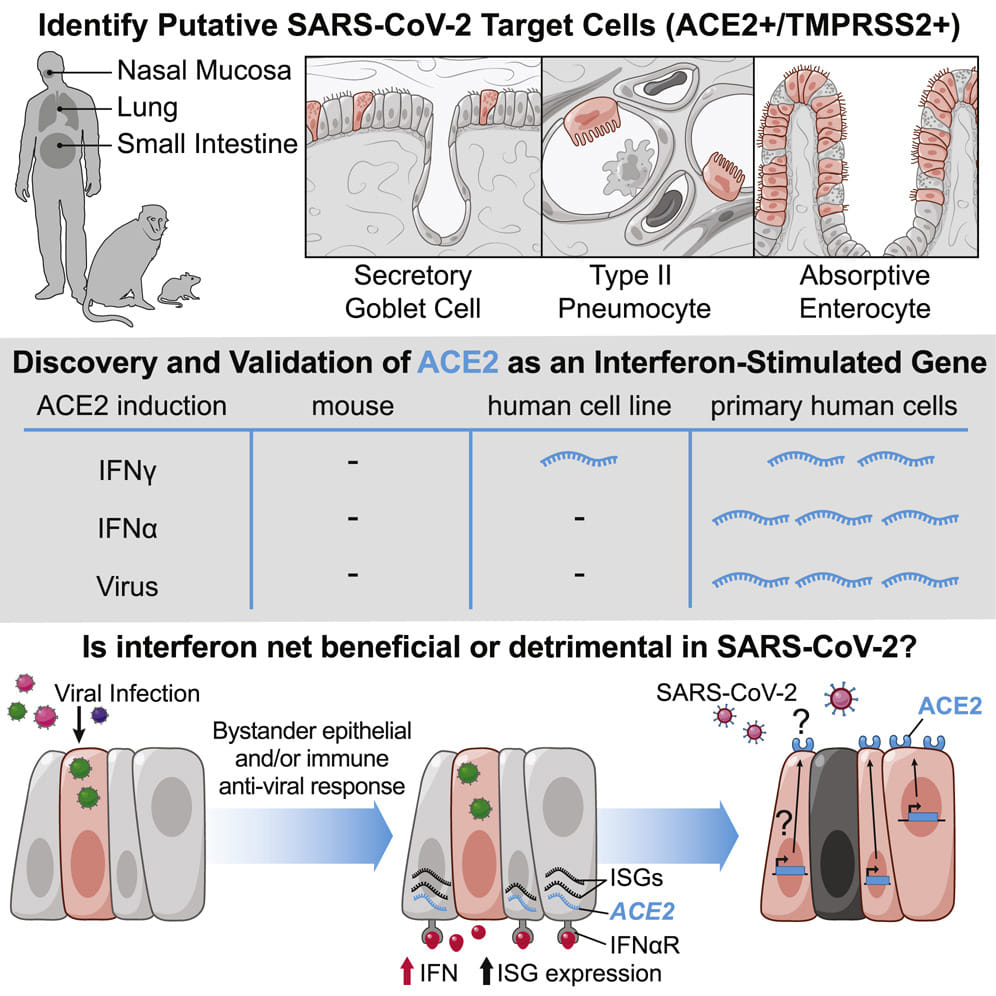 Identify Putative SARS-CoV-2 Target Cells (ACE2+/TMPRSS2+)
Nasal Mucosa
Lung
Small Intestine
Secretory
Goblet Cell
Type II
Pneumocyte
Absorptive
Enterocyte
Discovery and Validation of ACE2 as an Interferon-Stimulated Gene
ACE2 induction mouse human cell line primary human cells
IFNγ -
IFNα - -
Virus - -
Is interferon net beneficial or detrimental in SARS-CoV-2?
Viral Infection
Bystander epithelial
and/or immune
anti-viral response
ISGs
ACE2
IFNαR
IFN ISG expression
SARS-CoV-2
?
ACE2
?